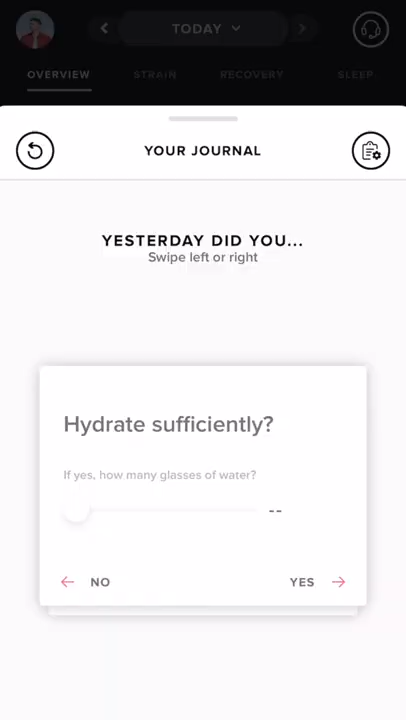 TODAY
OVERVIEW STRAIN RECOVERY SLEEP
YOUR JOURNAL
YESTERDAY DID YOU...
Swipe left or right
Hydrate sufficiently?
If yes, how many glasses of water?
--
NO YES